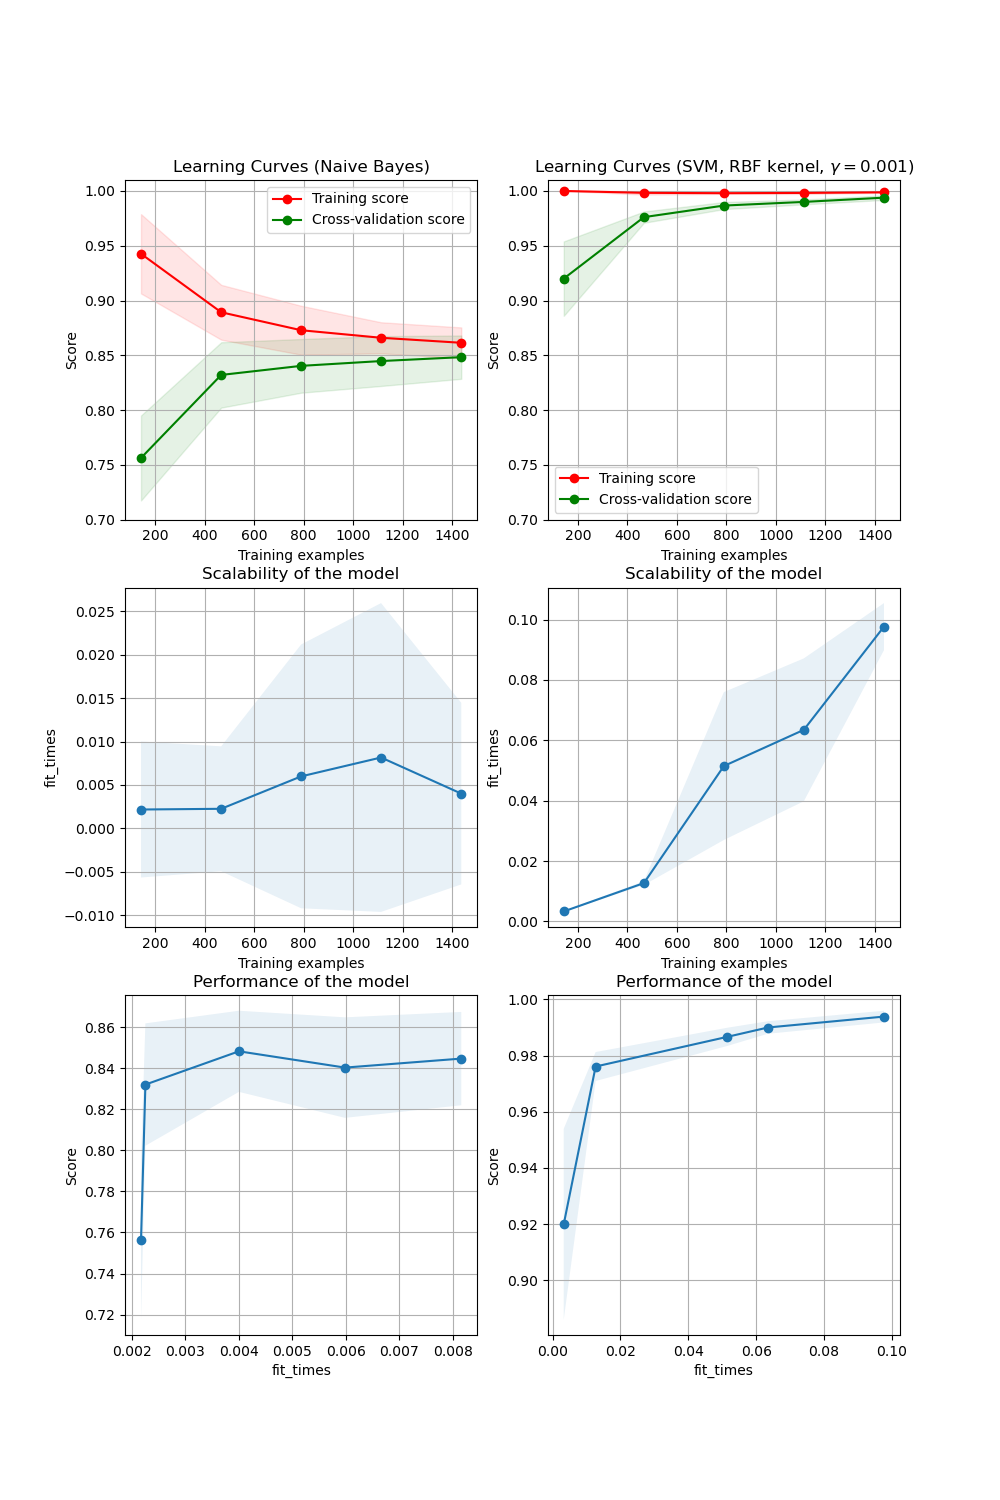 Learning Curves (Naive Bayes)
1.00
0.95
0.90
0.85
0.80
0.75
0.70
Score
Training score
Cross-validation score
200 400 600 800 1000 1200 1400
Training examples
Learning Curves (SVM, RBF kernel, γ = 0.001)
1.00
0.95
0.90
0.85
0.80
0.75
0.70
Score
Training score
Cross-validation score
200 400 600 800 1000 1200 1400
Training examples
Scalability of the model
0.025
0.020
0.015
0.010
0.005
0.000
−0.005
−0.010
fit_times
200 400 600 800 1000 1200 1400
Training examples
Scalability of the model
0.10
0.08
0.06
0.04
0.02
0.00
fit_times
200 400 600 800 1000 1200 1400
Training examples
Performance of the model
0.86
0.84
0.82
0.80
0.78
0.76
0.74
0.72
Score
0.002 0.003 0.004 0.005 0.006 0.007 0.008
fit_times
Performance of the model
1.00
0.98
0.96
0.94
0.92
0.90
Score
0.00 0.02 0.04 0.06 0.08 0.10
fit_times